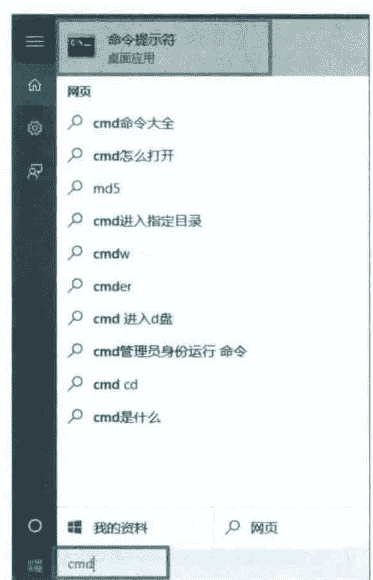 命令提示符
桌面应用
网页
cmd命令大全
cmd怎么打开
md5
cmd进入指定目录
cmdw
cmder
cmd 进入d盘
cmd管理员身份运行 命令
cmd cd
cmd是什么
我的资料
网页
cmd